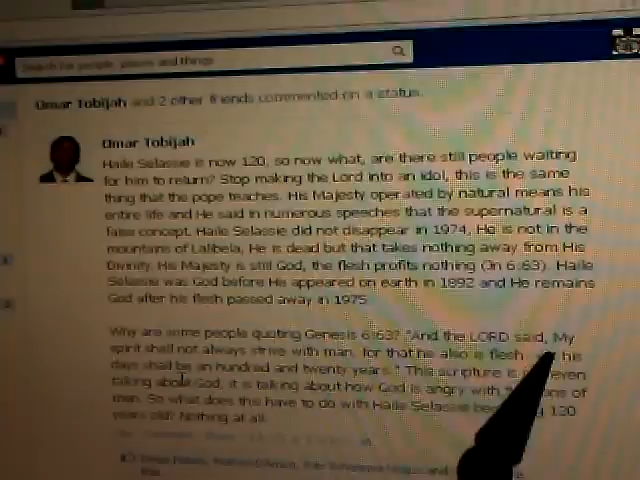 Search for people, places and things
Omar Tobijah and 2 other friends commented on a status.
Omar Tobijah
Haile Selassie is now 120, so now what, are there still people waiting
for him to return? Stop making the Lord into an idol, this is the same
thing that the pope teaches. His Majesty operated by natural means his
entire life and He said in numerous speeches that the supernatural is a
false concept. Haile Selassie did not disappear in 1974, He is not in the
mountains of Lalibela, He is dead but that takes nothing away from His
Divinity. His Majesty is still God, the flesh profits nothing (Jn 6:63). Haile
Selassie was God before He appeared on earth in 1892 and He remains
God after his flesh passed away in 1975
Why are some people quoting Genesis 6:63? "And the LORD said, My
spirit shall not always strive with man, for that he also is flesh his
days shall be an hundred and twenty years." This scripture is even
talking about God, it is talking about how God is angry with of
man. So what does this have to do with Haile Selassie 120
years old? Nothing at all.